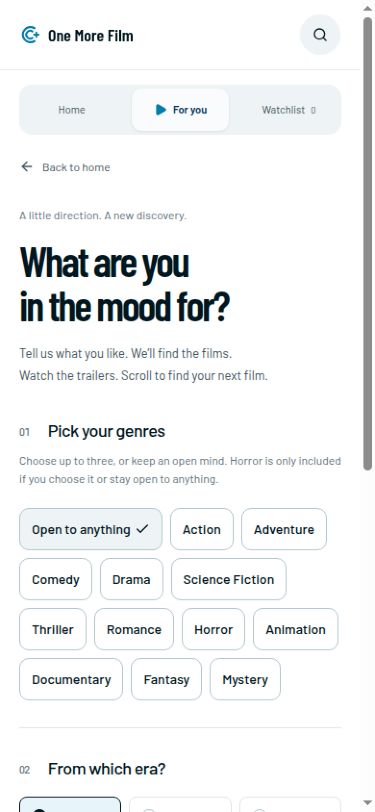 One More Film
Home
For you
Watchlist 0
Back to home
A little direction. A new discovery.
What are you
in the mood for?
Tell us what you like. We'll find the films.
Watch the trailers. Scroll to find your next film.
01 Pick your genres
Choose up to three, or keep an open mind. Horror is only included
if you choose it or stay open to anything.
Open to anything
Action
Adventure
Comedy
Drama
Science Fiction
Thriller
Romance
Horror
Animation
Documentary
Fantasy
Mystery
02 From which era?